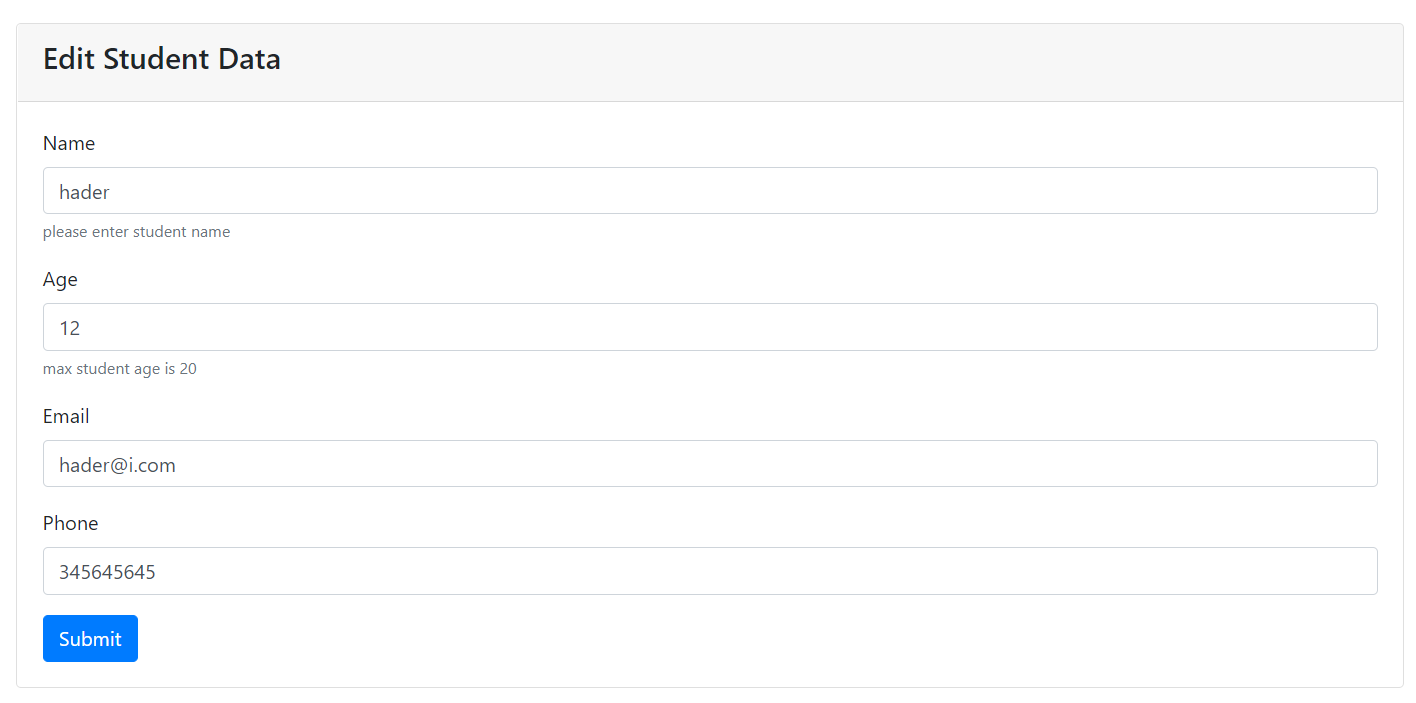 Edit Student Data
Name
hader
please enter student name
Age
12
max student age is 20
Email
hader@i.com
Phone
345645645
Submit